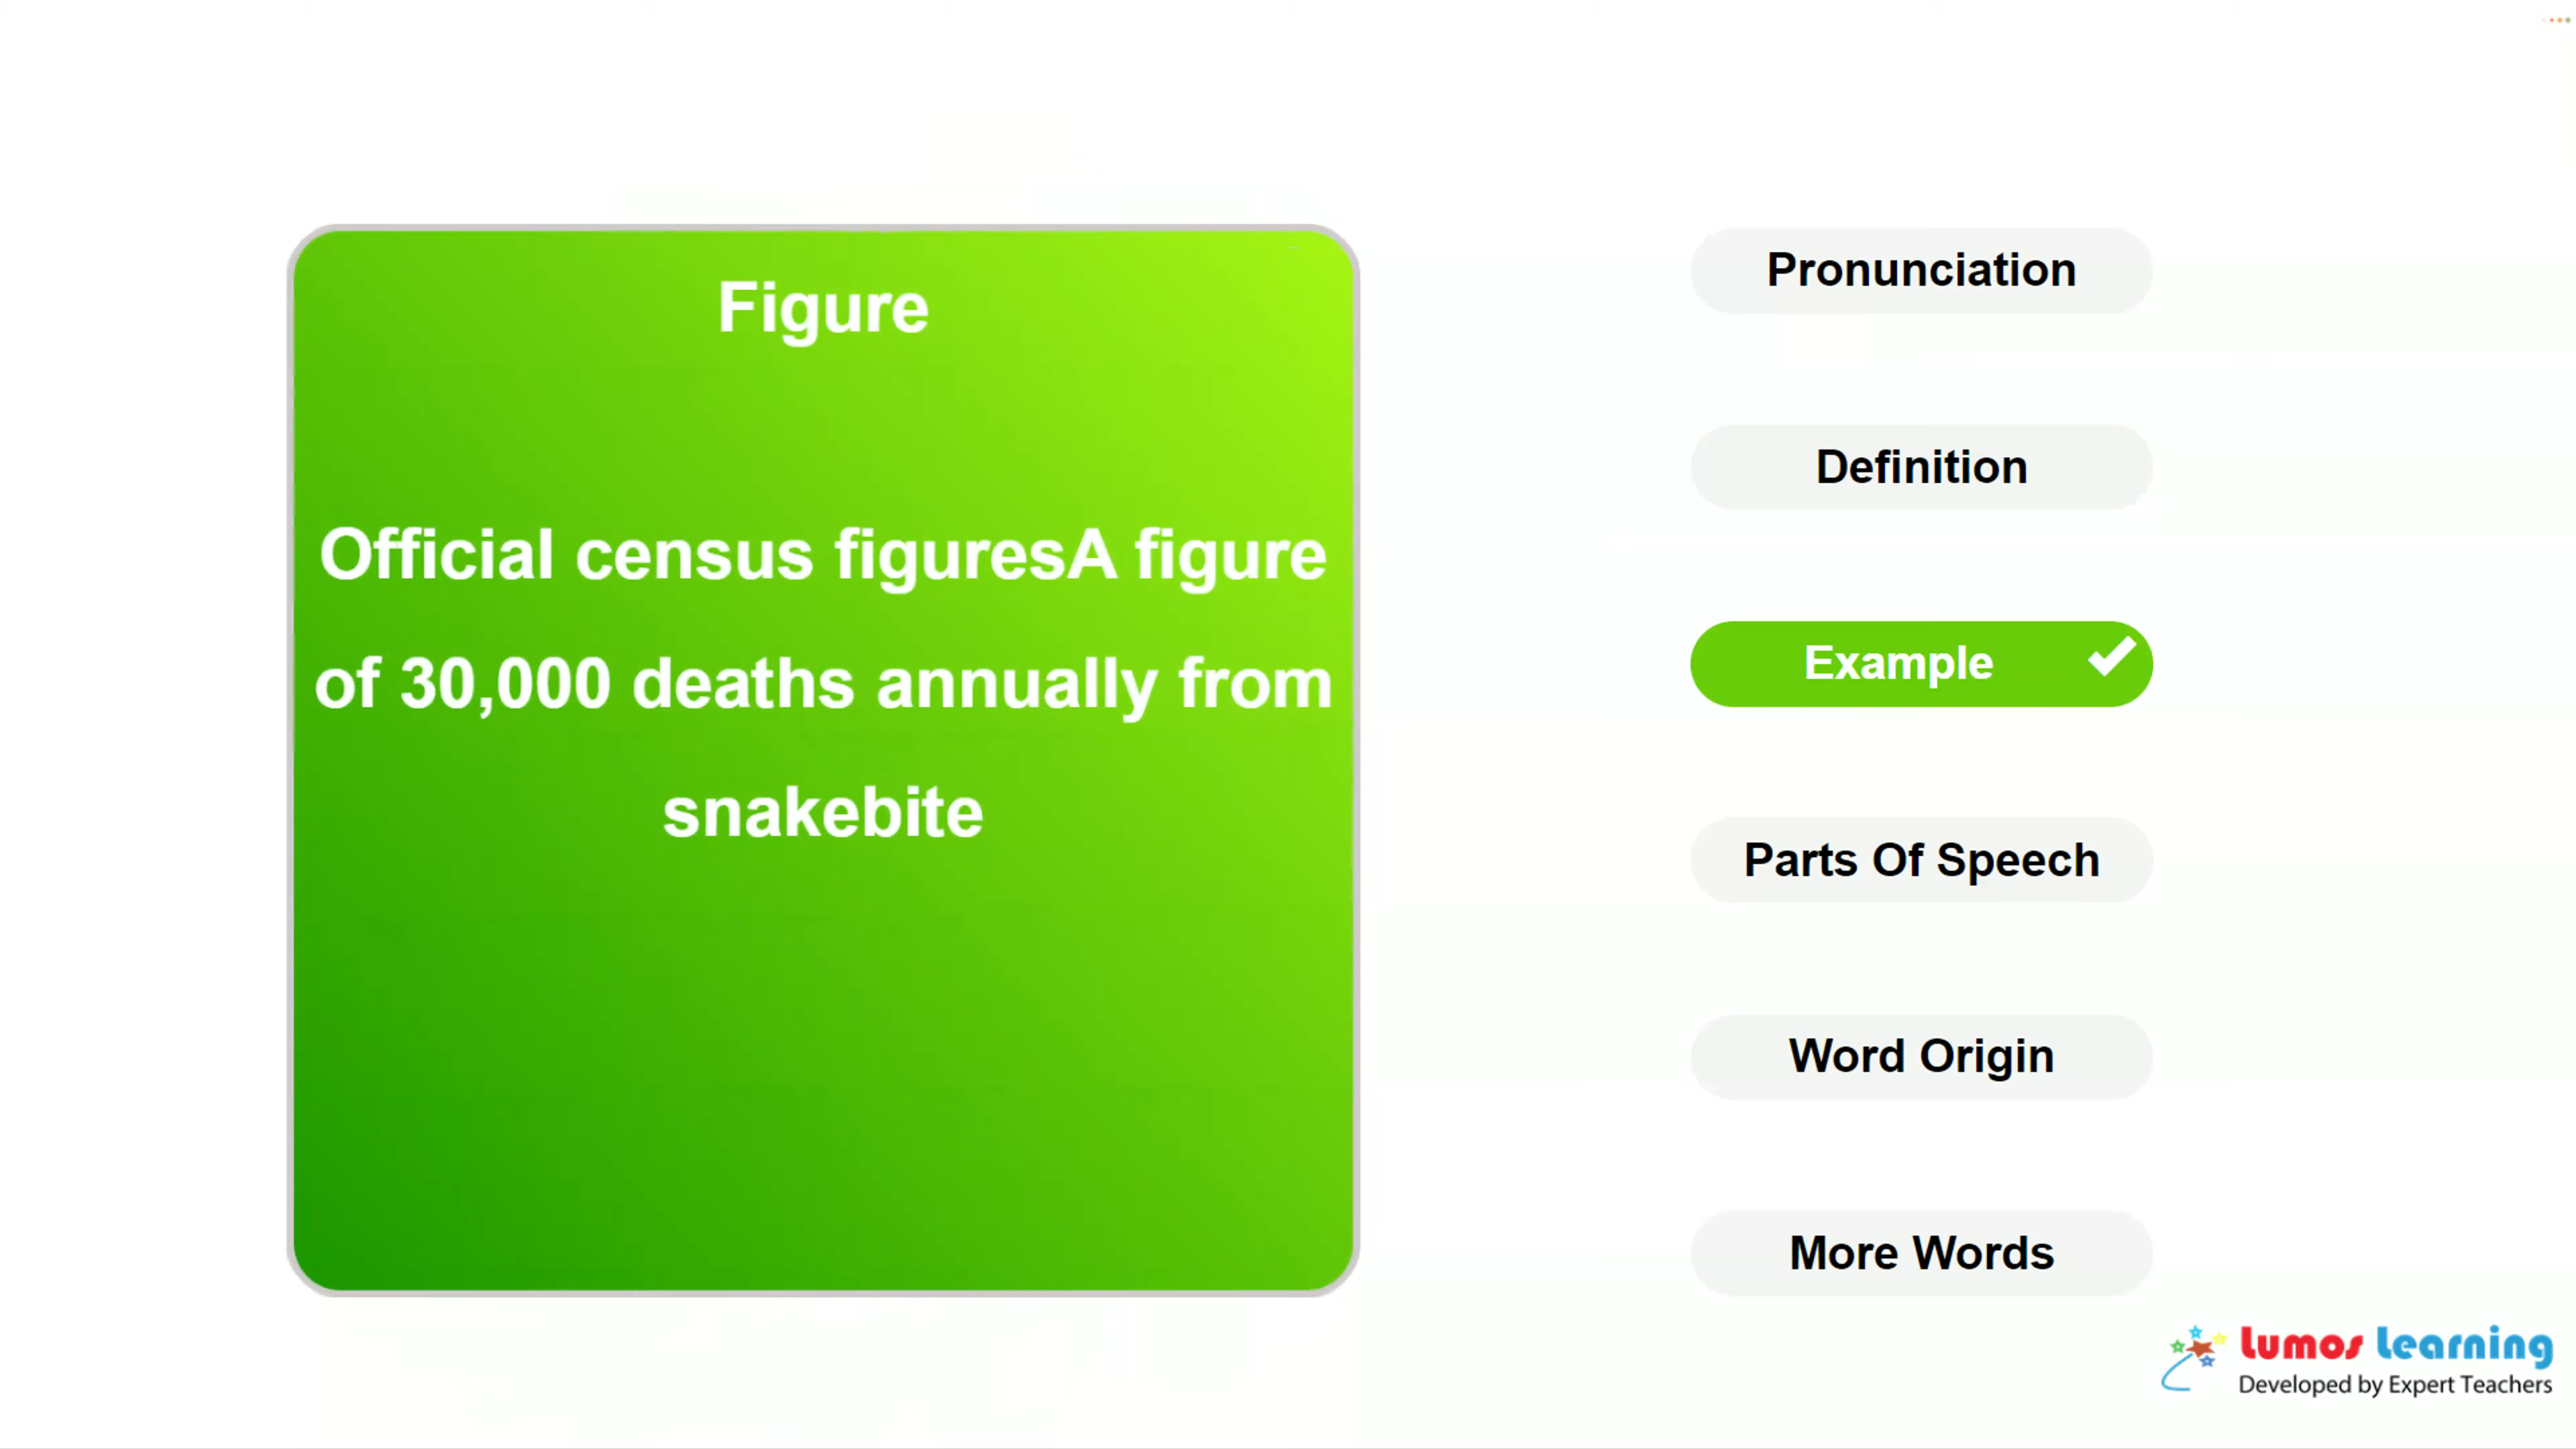 Figure
Official census figuresA figure
of 30,000 deaths annually from
snakebite
Pronunciation
Definition
Example
Parts Of Speech
Word Origin
More Words
Lumos Learning
Developed by Expert Teachers